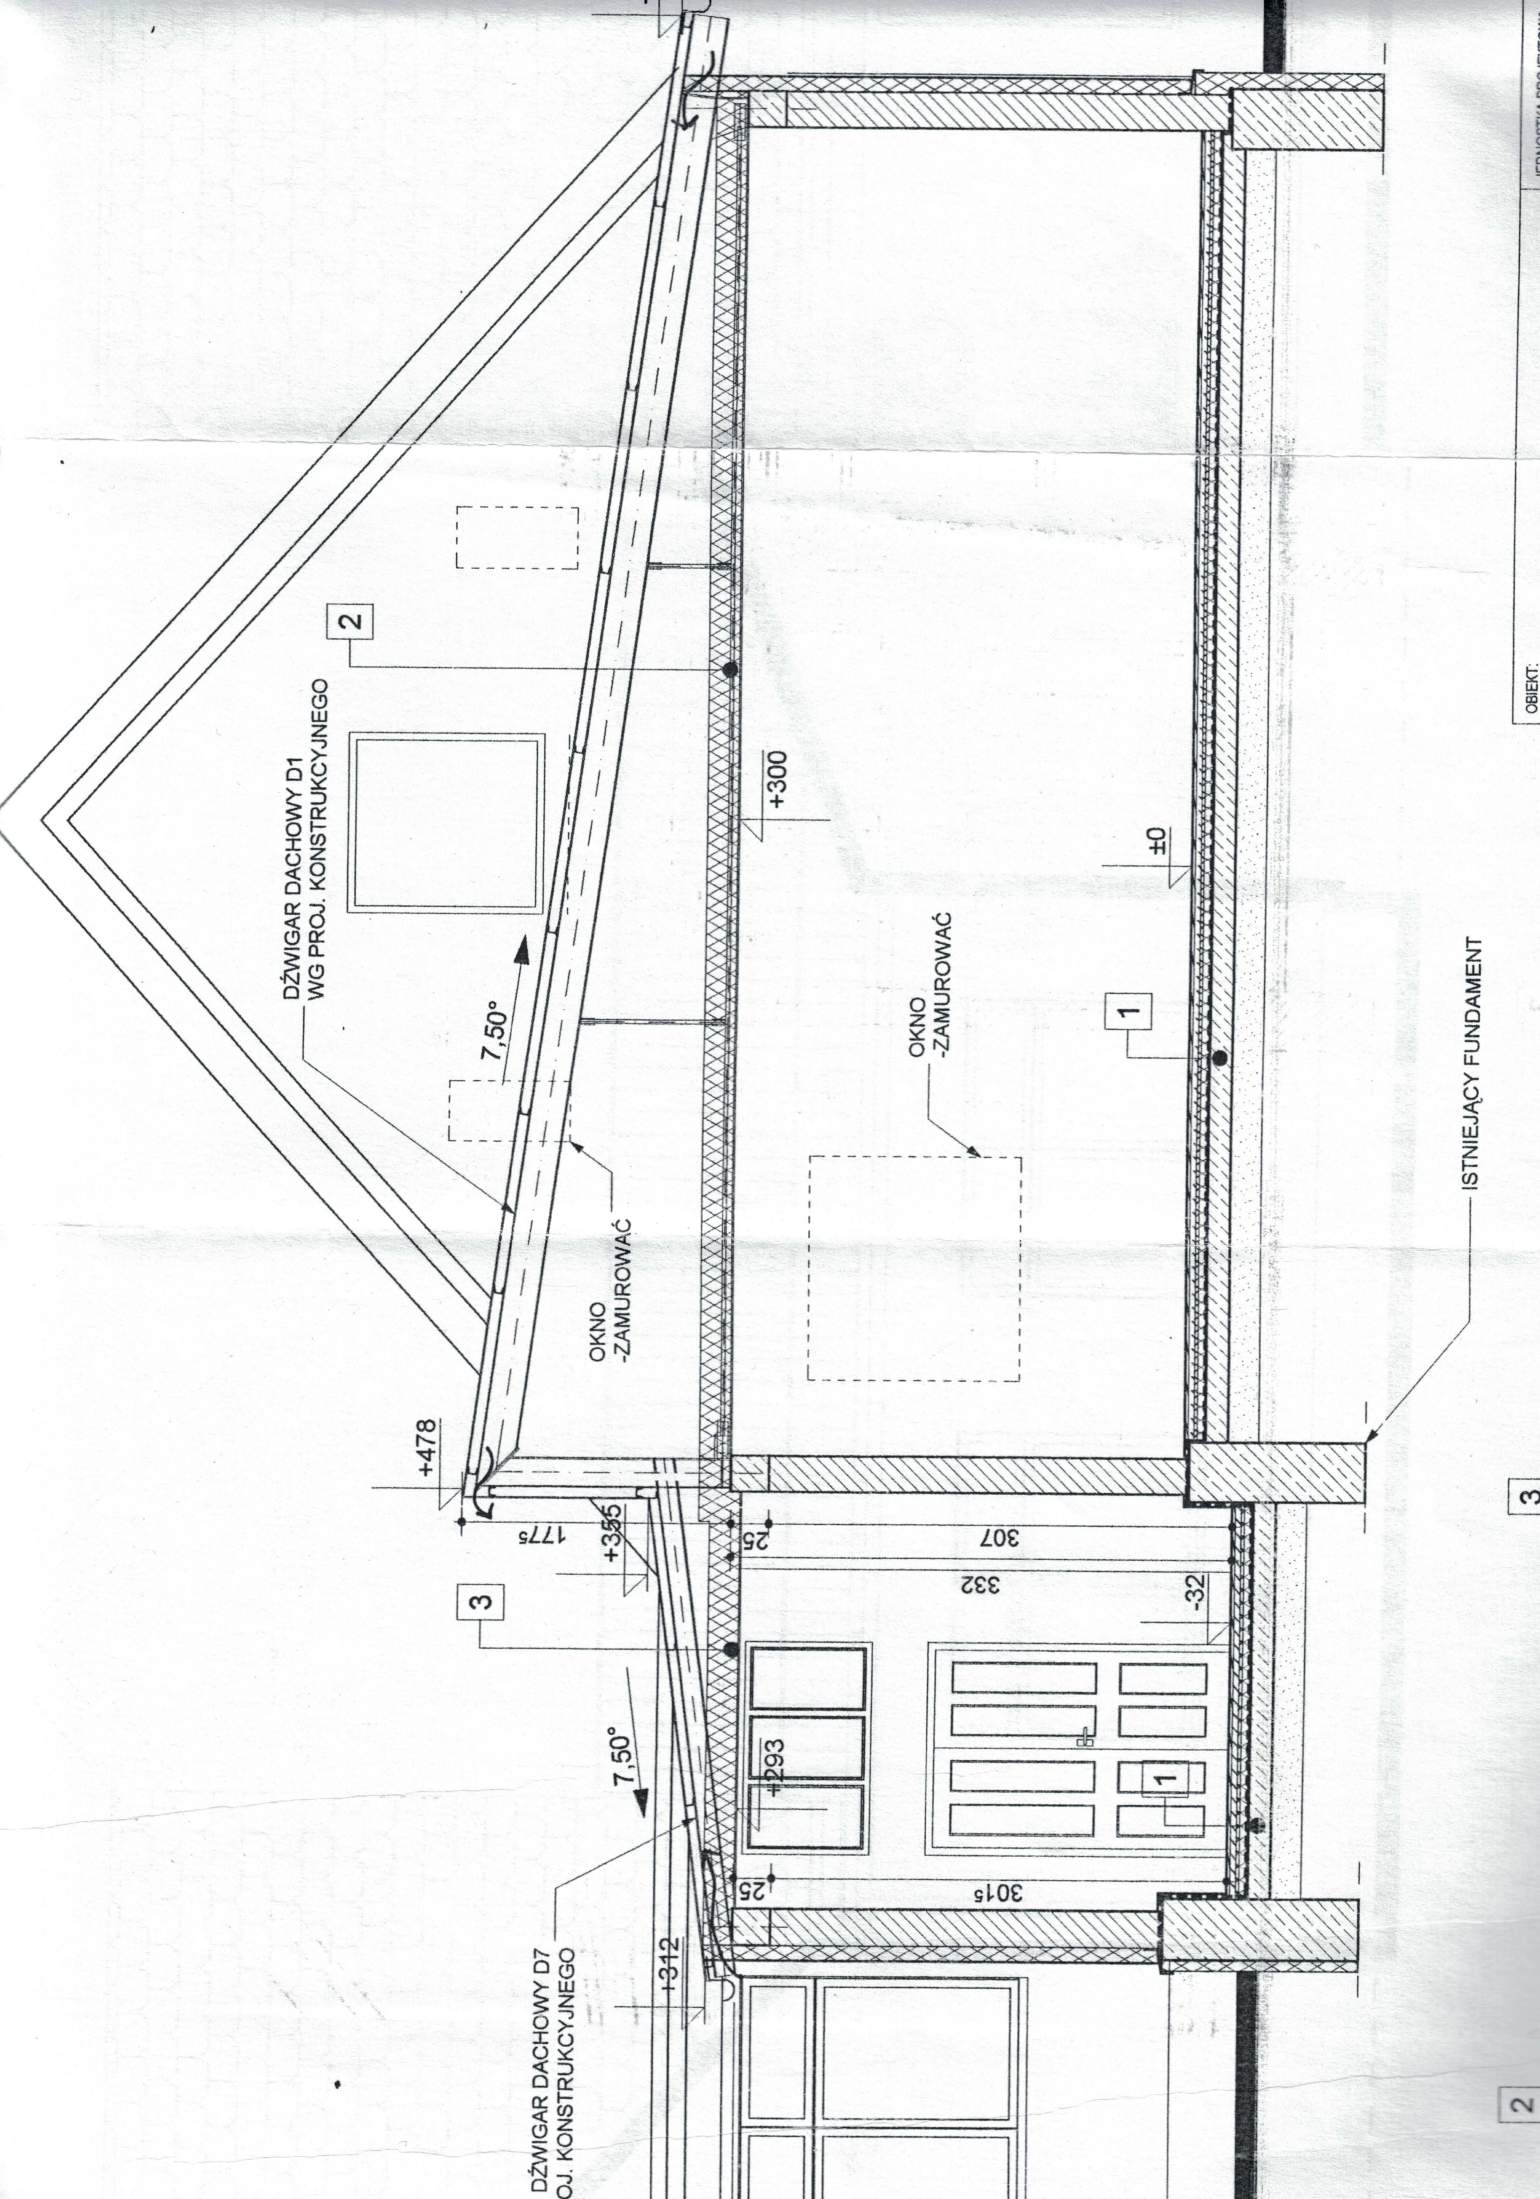 DŹWIGAR DACHOWY D1
WG PROJ. KONSTRUKCYJNEGO
2
7,50°
+478
OKNO
-ZAMUROWAĆ
+300
±0
OKNO
-ZAMUROWAĆ
1
ISTNIEJĄCY FUNDAMENT
3
+355
1775
25
307
332
-32
7,50°
+293
1
25
3015
+312
DŹWIGAR DACHOWY D7
OJ. KONSTRUKCYJNEGO
OBIEKT:
3
2